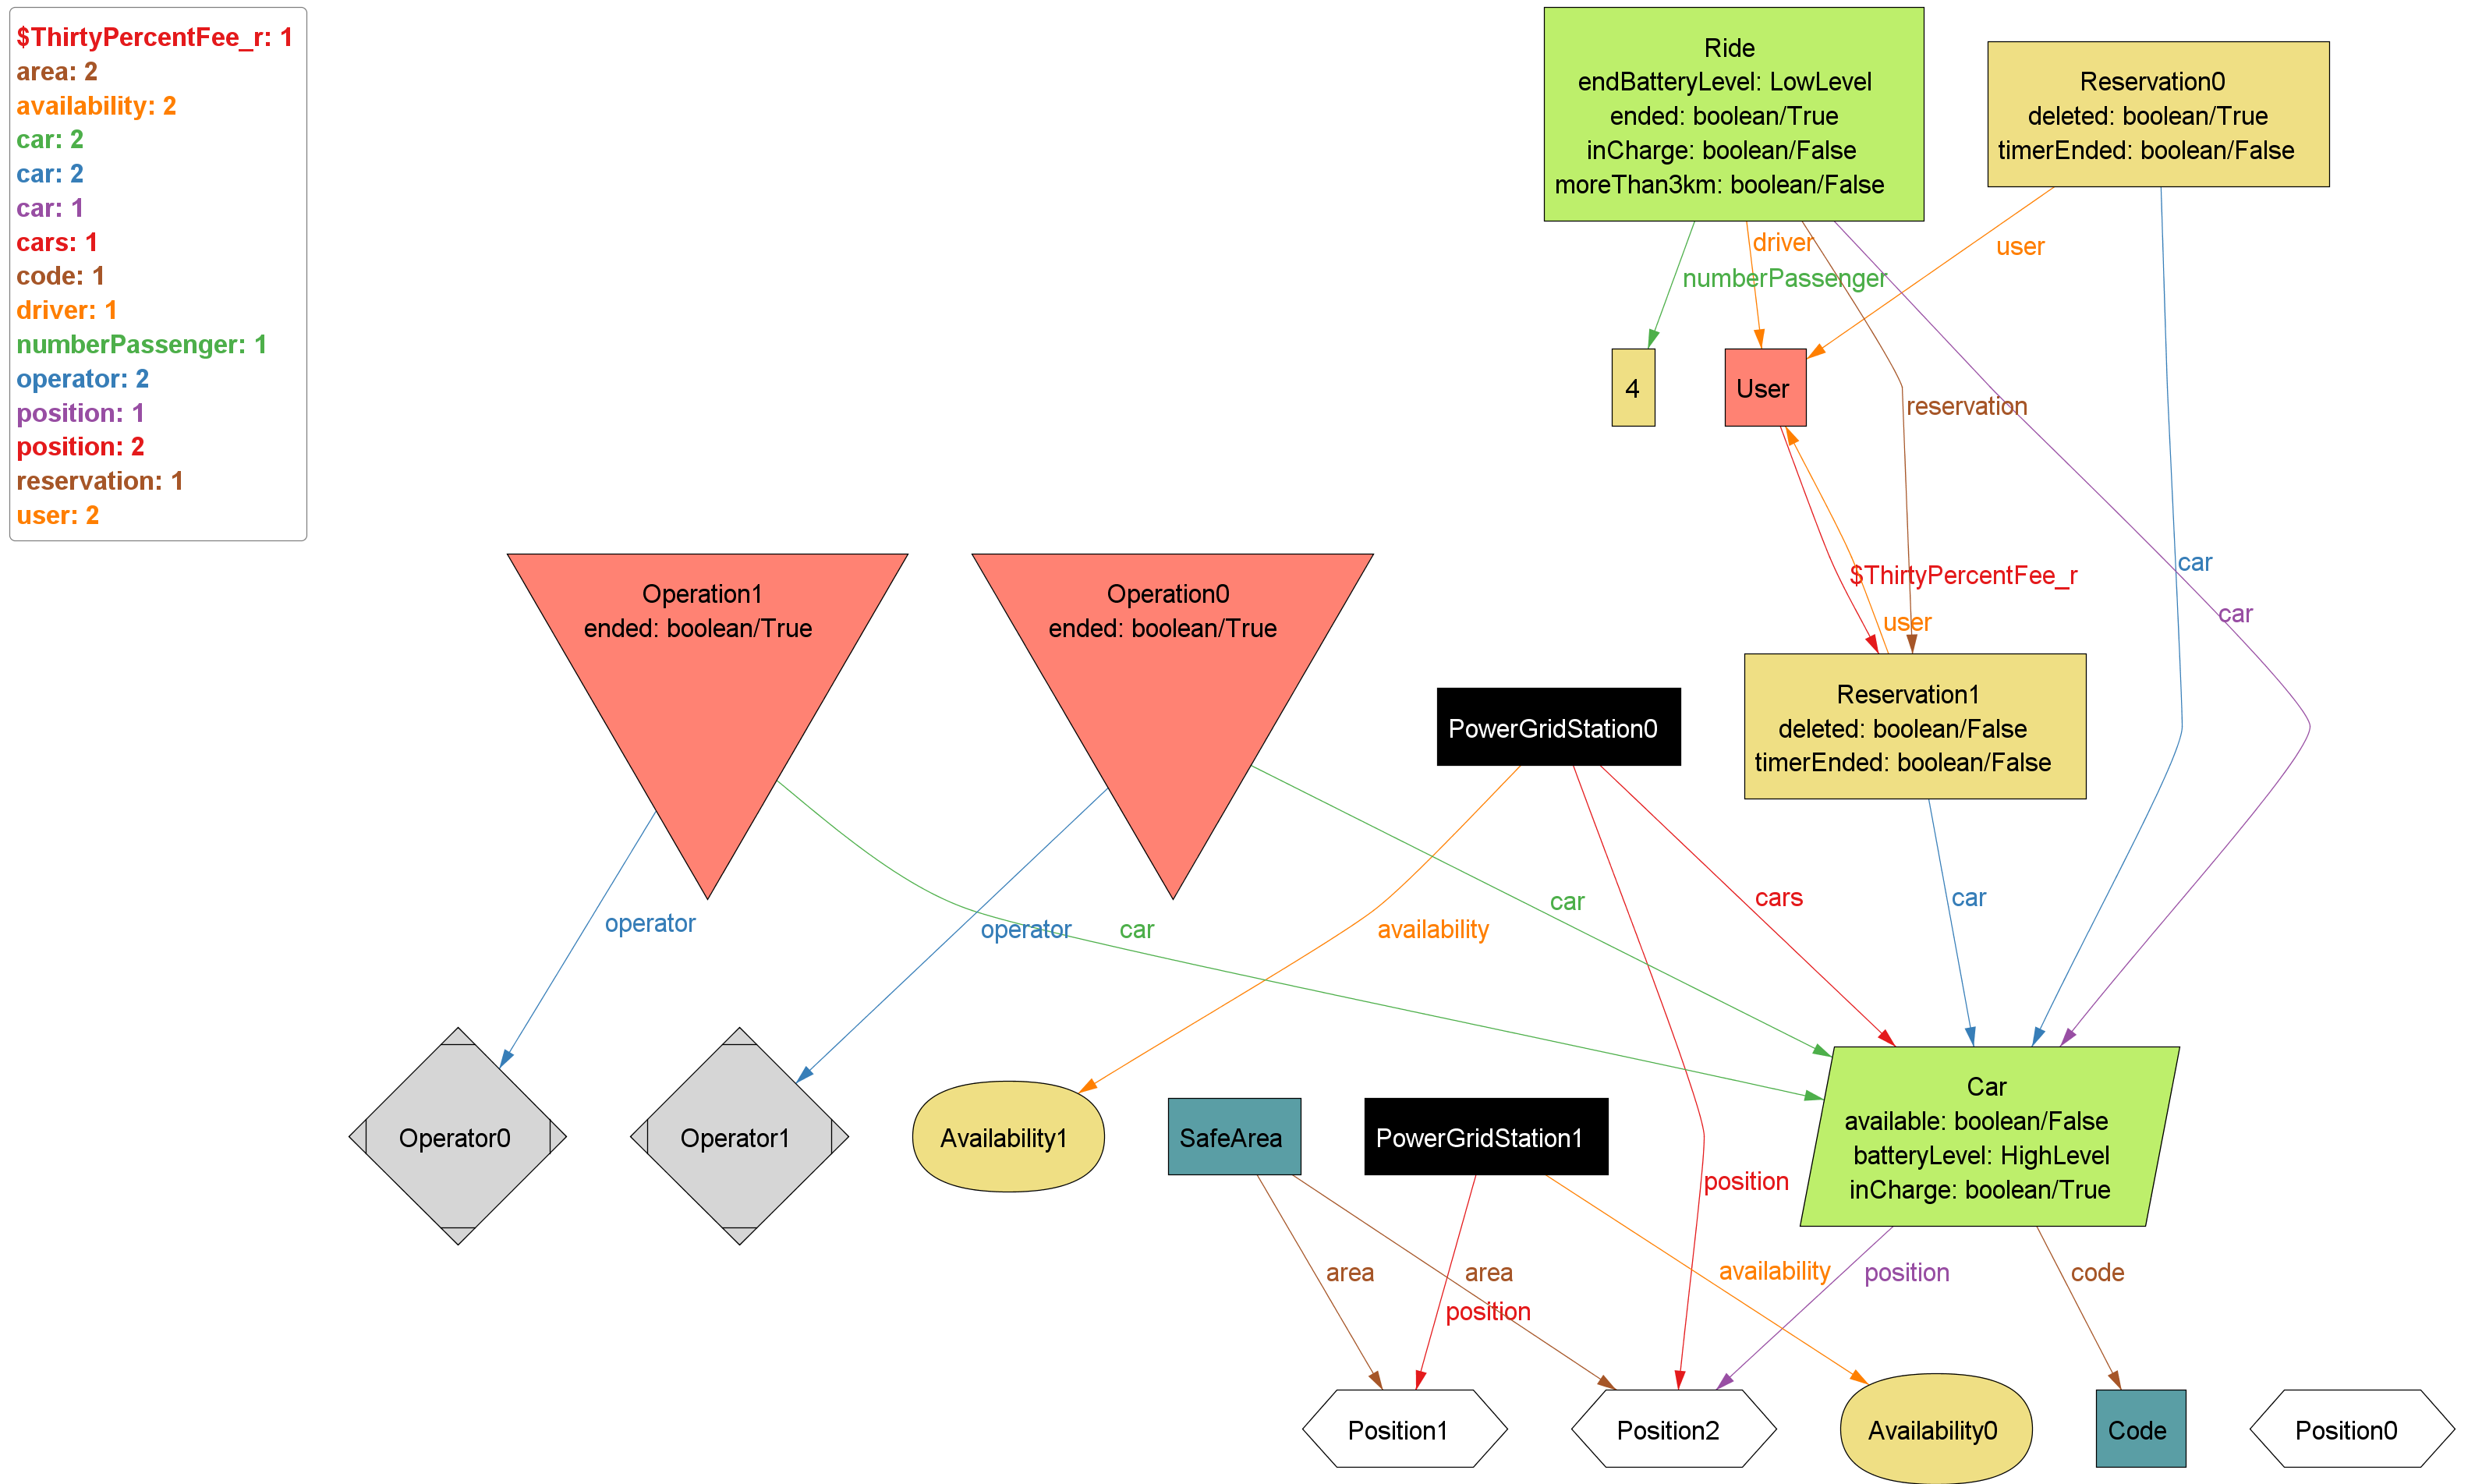 $ThirtyPercentFee_r: 1
area: 2
availability: 2
car: 2
car: 2
car: 1
cars: 1
code: 1
driver: 1
numberPassenger: 1
operator: 2
position: 1
position: 2
reservation: 1
user: 2
Ride
endBatteryLevel: LowLevel
ended: boolean/True
inCharge: boolean/False
moreThan3km: boolean/False
Reservation0
deleted: boolean/True
timerEnded: boolean/False
driver
user
numberPassenger
4
User
reservation
car
$ThirtyPercentFee_r
car
user
Operation1
ended: boolean/True
Operation0
ended: boolean/True
PowerGridStation0
Reservation1
deleted: boolean/False
timerEnded: boolean/False
operator
operator
car
availability
car
cars
car
Operator0
Operator1
Availability1
SafeArea
PowerGridStation1
Car
available: boolean/False
batteryLevel: HighLevel
inCharge: boolean/True
position
area
area
position
availability
position
code
Position1
Position2
Availability0
Code
Position0